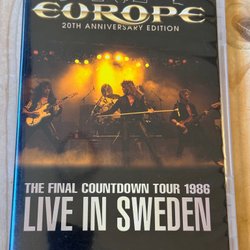 EUROPE
20TH ANNIVERSARY EDITION
THE FINAL COUNTDOWN TOUR 1986
LIVE IN SWEDEN